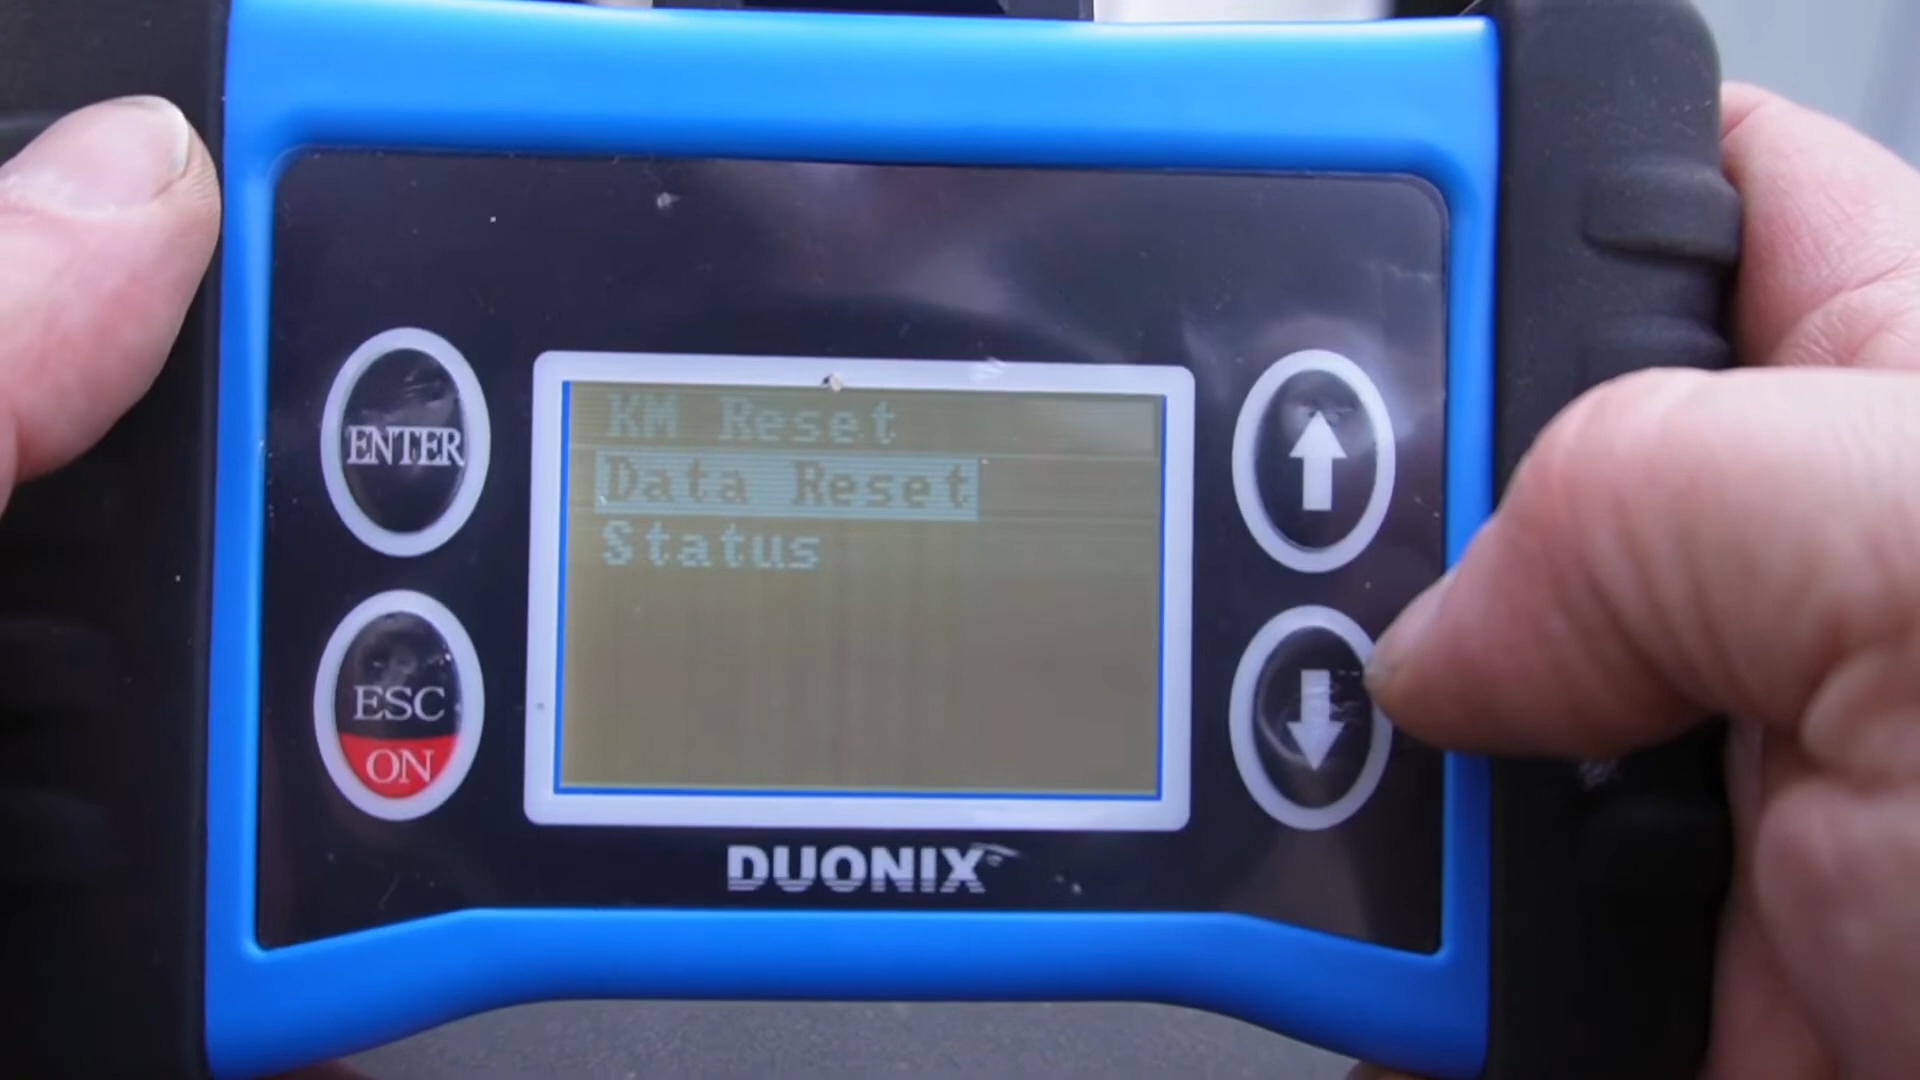 KM Reset
Data Reset
Status
ENTER
ESC
ON
DUONIX